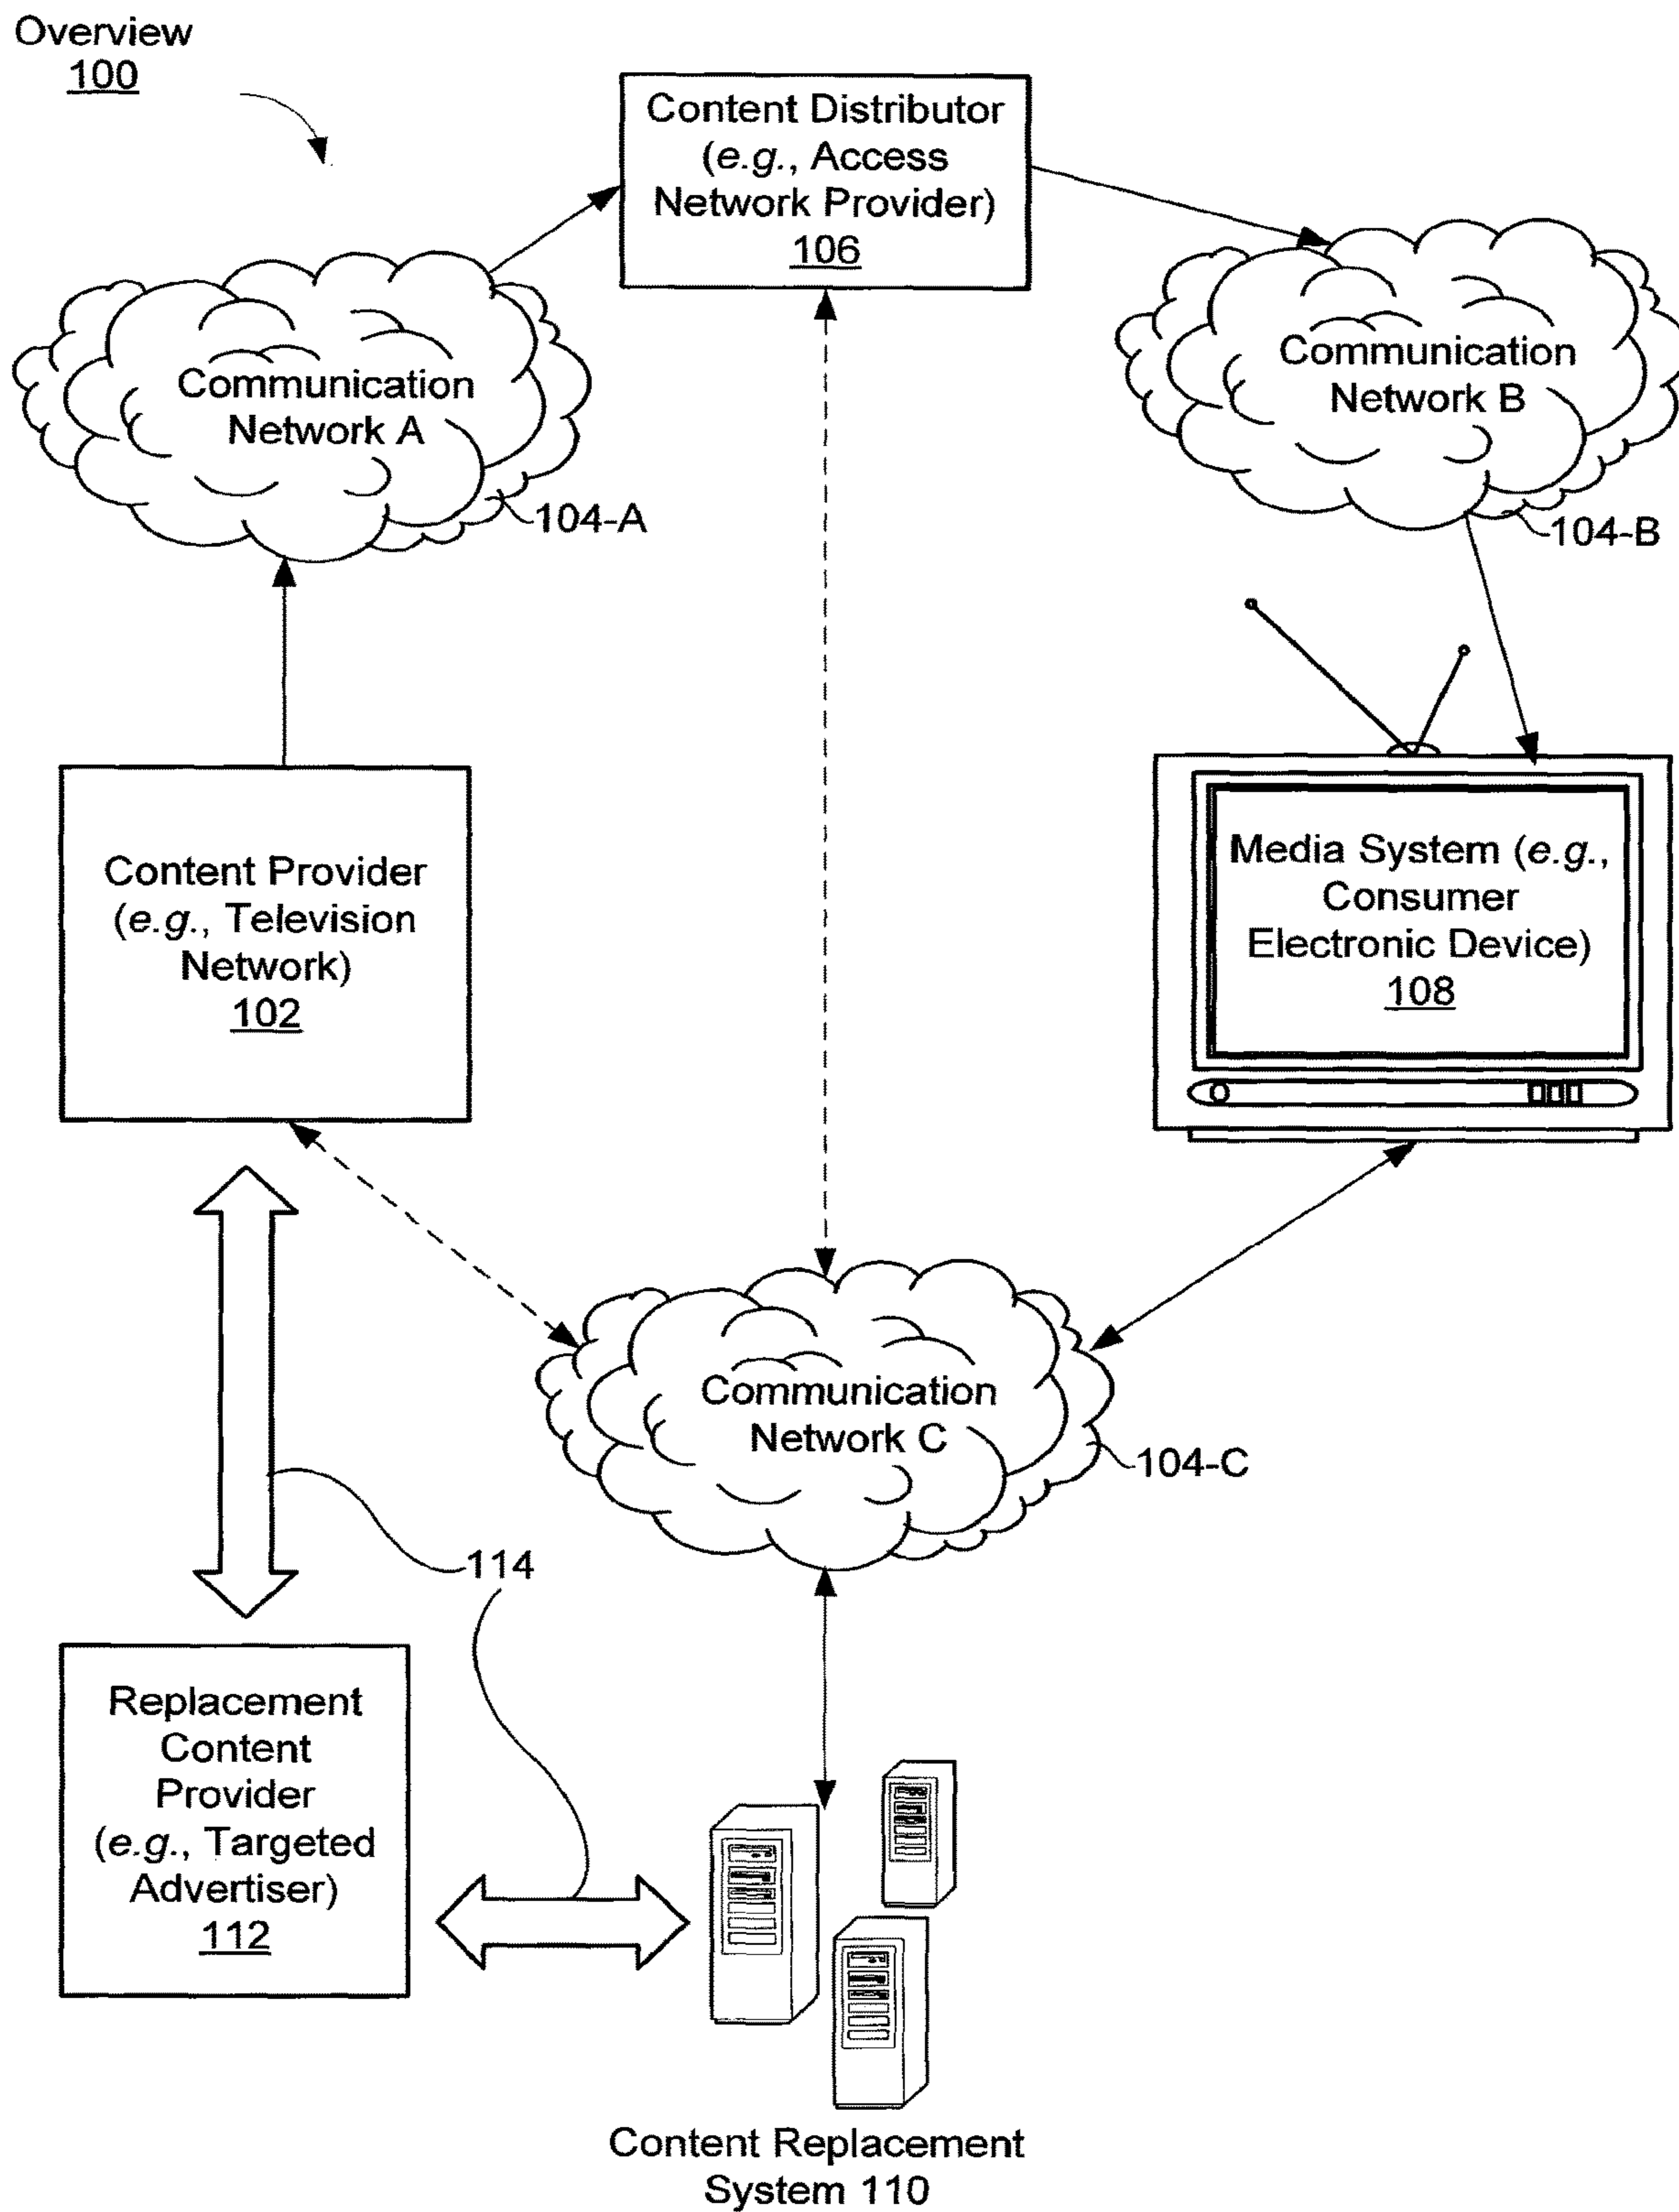 Overview
100
Content Distributor
(e.g., Access
Network Provider)
106
Communication
Network A
104-A
Communication
Network B
104-B
Content Provider
(e.g., Television
Network)
102
Media System (e.g.,
Consumer
Electronic Device)
108
Communication
Network C
104-C
114
Replacement
Content
Provider
(e.g., Targeted
Advertiser)
112
Content Replacement
System 110